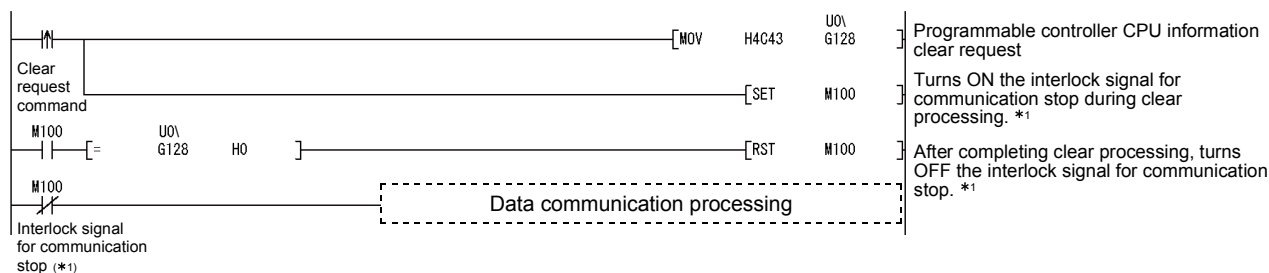 U0\
[MOV H4C43 G128 ]
Programmable controller CPU information
clear request
Clear
request
command
[SET M100 ]
Turns ON the interlock signal for
communication stop during clear
processing. *1
M100 U0\
[= G128 H0 ]
[RST M100 ]
After completing clear processing, turns
OFF the interlock signal for communication
stop. *1
M100
Data communication processing
Interlock signal
for communication
stop (*1)